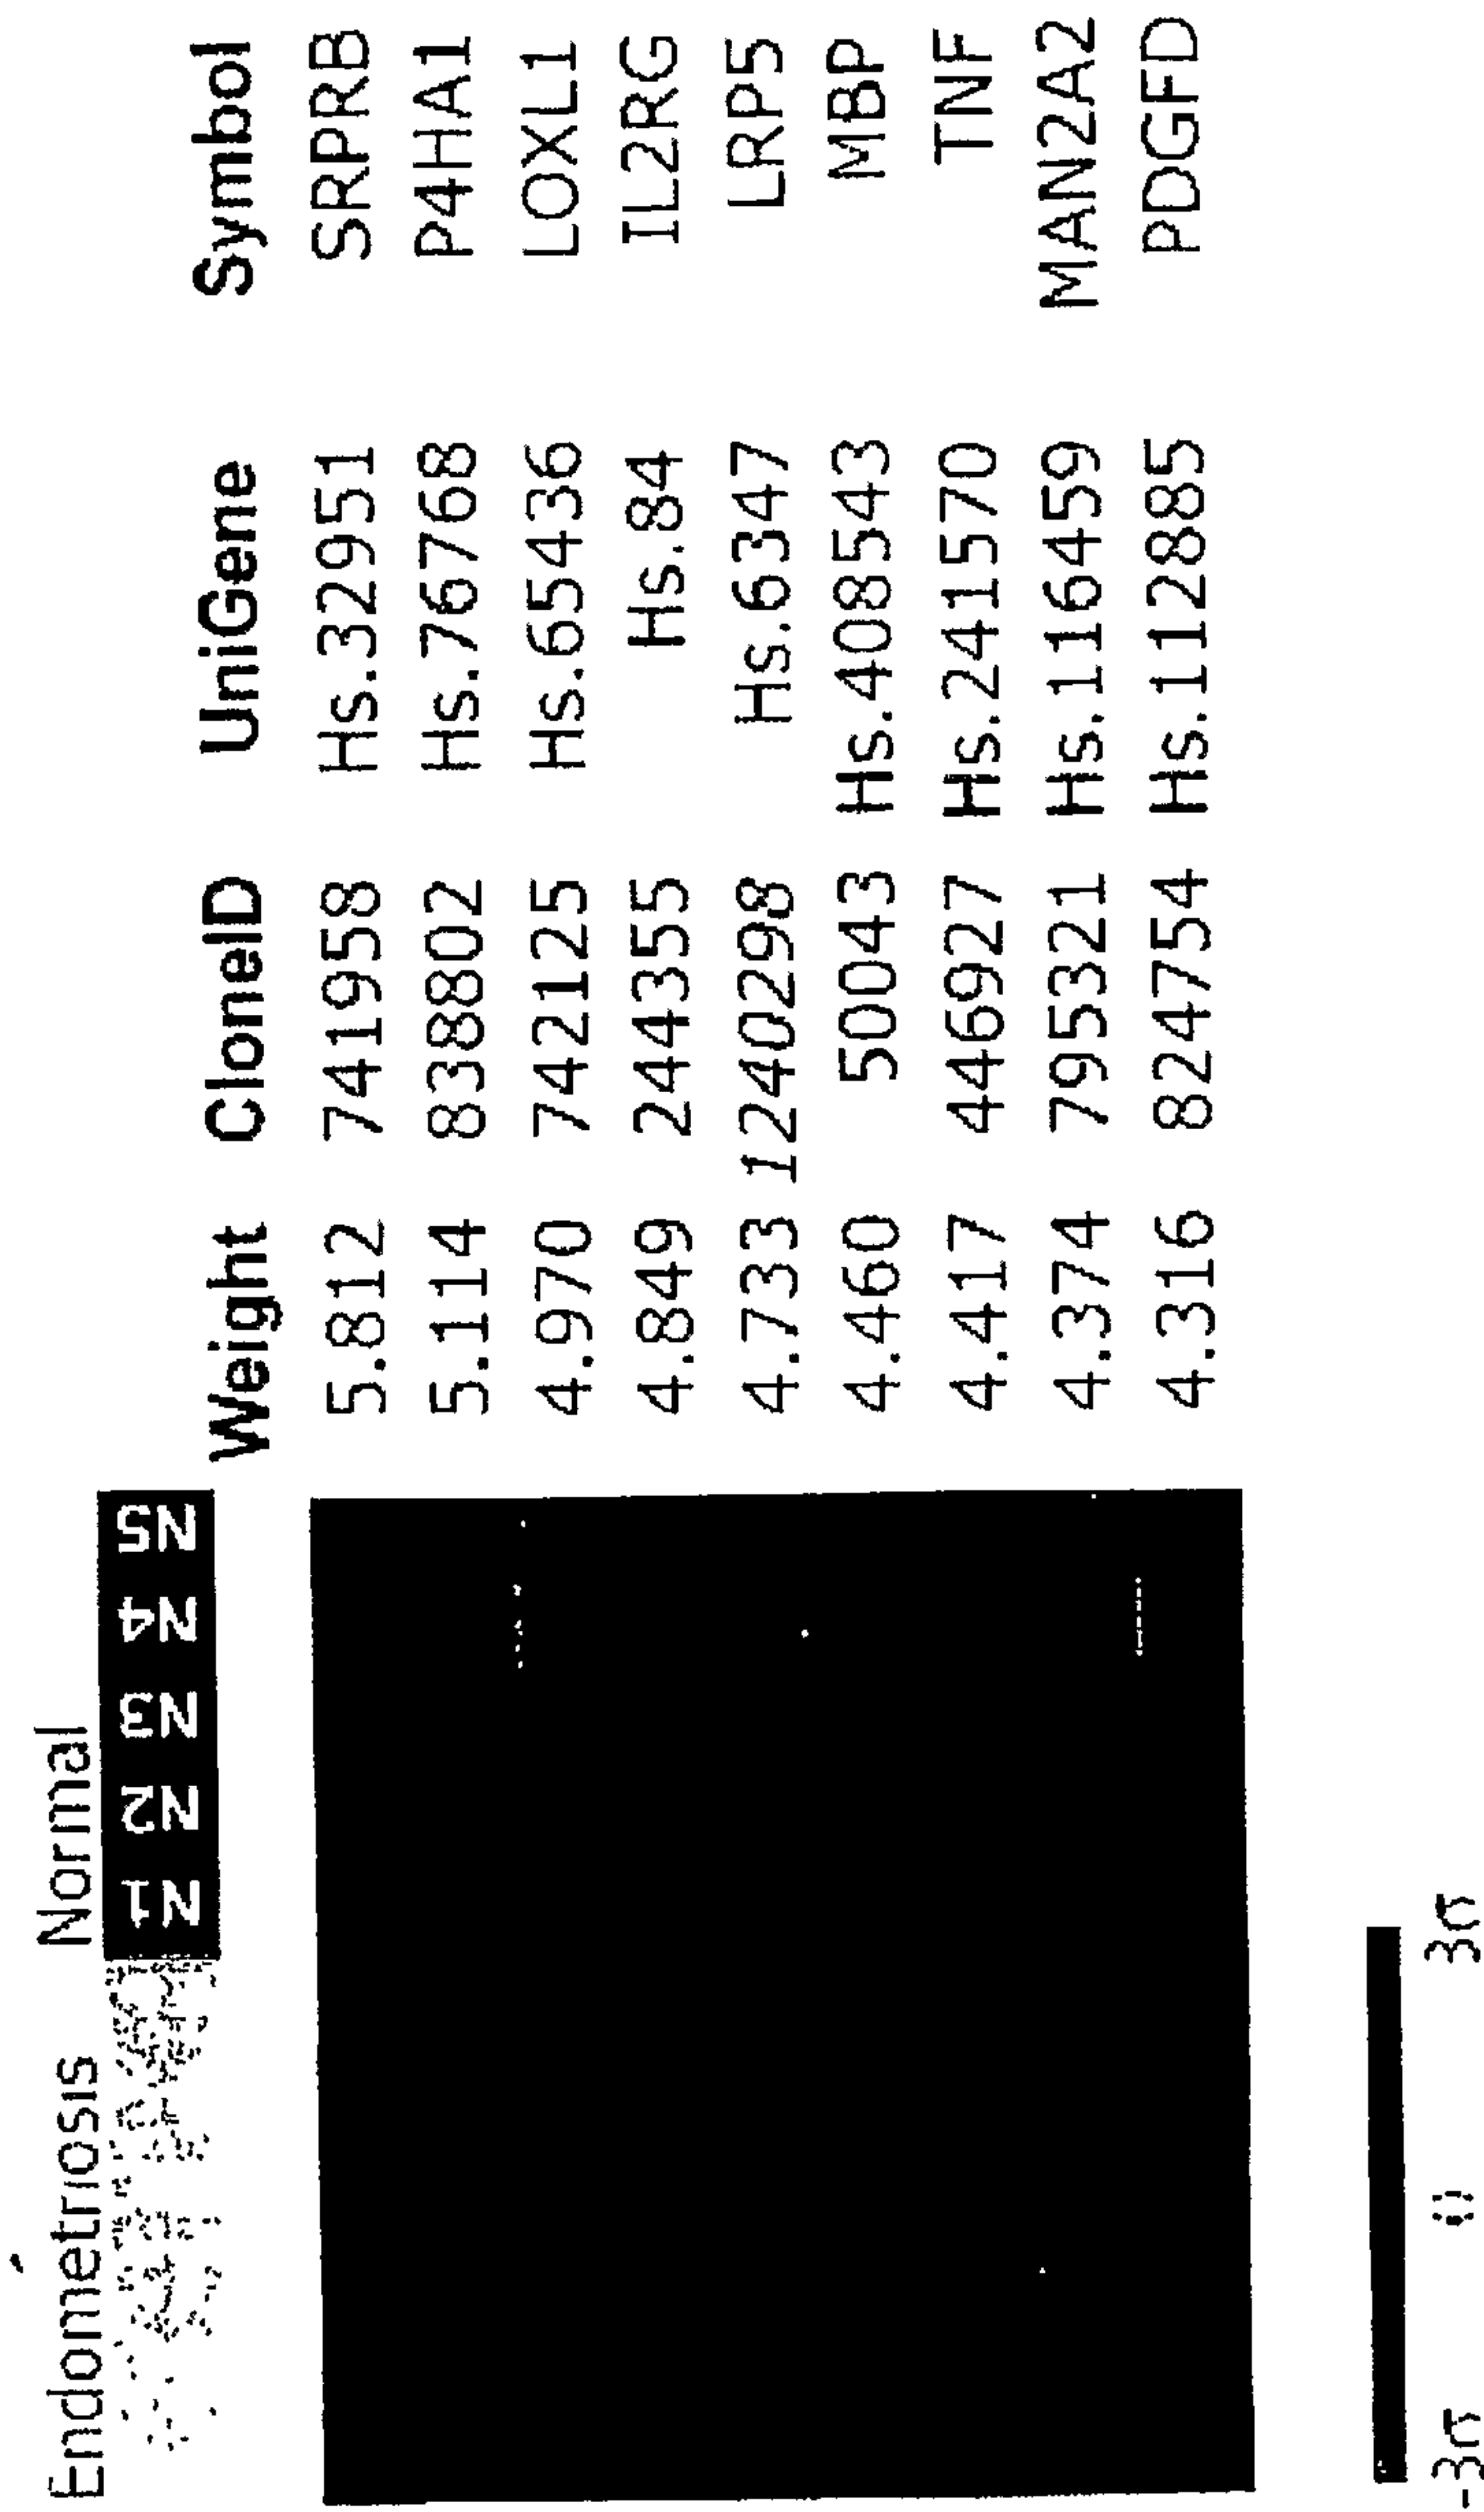 Endometriosis Normal
N1 N2 N3 N4 N5
Weight CloneID UniGene Symbol
5.812 741958 Hs.32951 SRPRB
5.114 838802 Hs.76768 P4HA1
4.970 742125 Hs.65436 LOXL1
4.849 244355 Hs.84 IL2RG
4.733 1240298 Hs.6347 LRP5
4.460 50043 Hs.408543 MBP
4.417 446927 Hs.241570 TNF
4.374 795321 Hs.116459 MAN2A2
4.316 824754 Hs.112885 PDGFD
-3σ 3σ